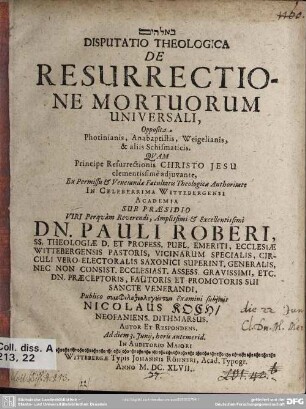 באלהים
DISPUTATIO THEOLOGICA
DE
RESURRECTIO-
NE MORTUORUM
UNIVERSALI,
Opposita
Photinianis, Anabaptistis, Weigelianis,
& aliis Schismaticis.
QUAM
Principe Resurrectionis CHRISTO JESU
clementissimè adjuvante,
Ex Permissu & Venerandæ Facultatis Theologicæ Authoritate
IN CELEBERRIMA WITTEBERGENSI
ACADEMIA
SUB PRÆSIDIO
VIRI Perquàm Reverendi, Amplissimi & Excellentissimi
DN. PAULI ROBERI,
SS. THEOLOGIÆ D. ET PROFESS. PUBL. EMERITI, ECCLESIÆ
WITTEBERGENSIS PASTORIS, VICINARUM SPECIALIS, CIR-
CULI VERO ELECTORALIS SAXONICI SUPERINT. GENERALIS,
NEC NON CONSIST. ECCLESIAST. ASSESS. GRAVISSIMI, ETC.
DN. PRÆCEPTORIS, FAUTORIS ET PROMOTORIS SUI
SANCTE VENERANDI,
Publico examini subjicit
NICOLAUS
NEOFANIENS. DITHMARSUS.
AUTOR ET RESPONDENS.
Ad diem 3. Junij, horis antemerid.
IN AUDITORIO MAJORI
WITTEBERGÆ TYPIS JOHANNIS RÖHNERI, Acad. Typogr.
ANNO M. DC. XLVII.
Coll. diss. A
213, 22